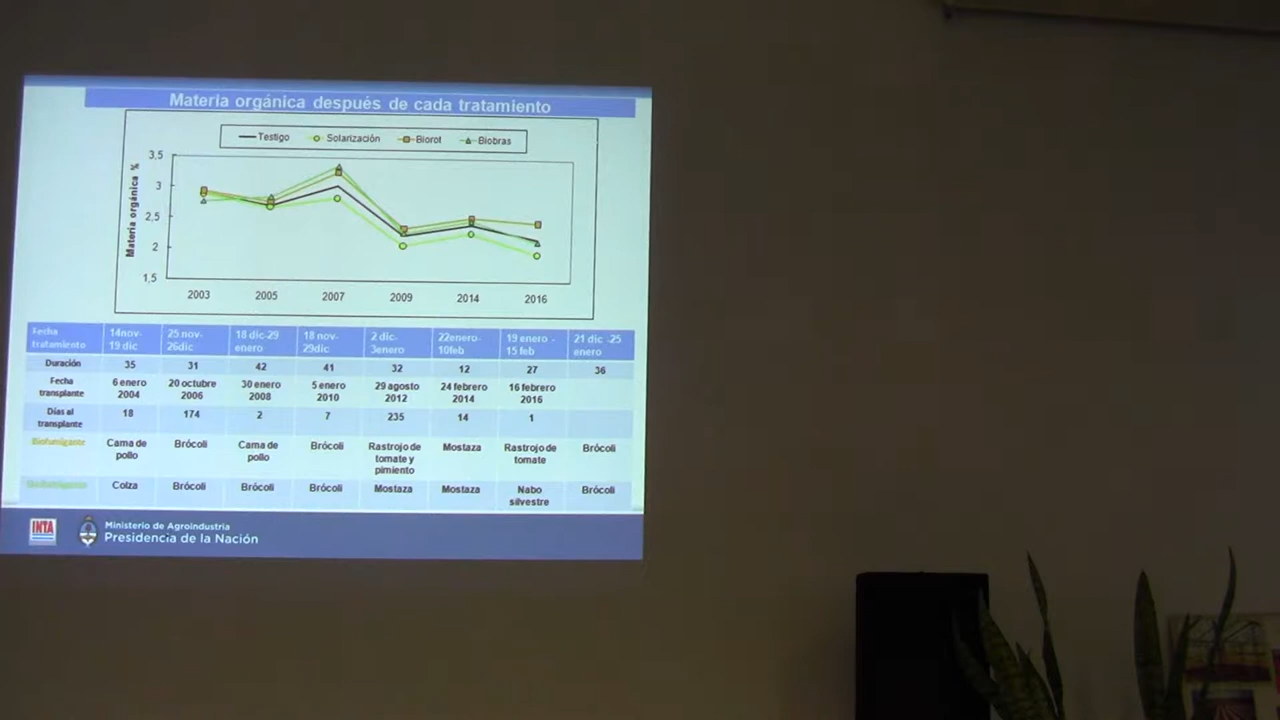 Materia orgánica después de cada tratamiento
Testigo Solarización Biorot Biobras
Materia orgánica %
3,5
3
2,5
2
1,5
2003 2005 2007 2009 2014 2016
Fecha tratamiento 14nov-19 dic 25 nov-26dic 18 dic-29 enero 18 nov-29dic 2 dic-3enero 22enero-10feb 19 enero -15 feb 21 dic -25 enero
Duración 35 31 42 41 32 12 27 36
Fecha transplante 6 enero 2004 20 octubre 2006 30 enero 2008 5 enero 2010 29 agosto 2012 24 febrero 2014 16 febrero 2016
Días al transplante 18 174 2 7 235 14 1
Biofumigante Cama de pollo Brócoli Cama de pollo Brócoli Rastrojo de tomate y pimiento Mostaza Rastrojo de tomate Brócoli
Colza Brócoli Brócoli Brócoli Mostaza Mostaza Nabo silvestre Brócoli
INTA
Ministerio de Agroindustria
Presidencia de la Nación